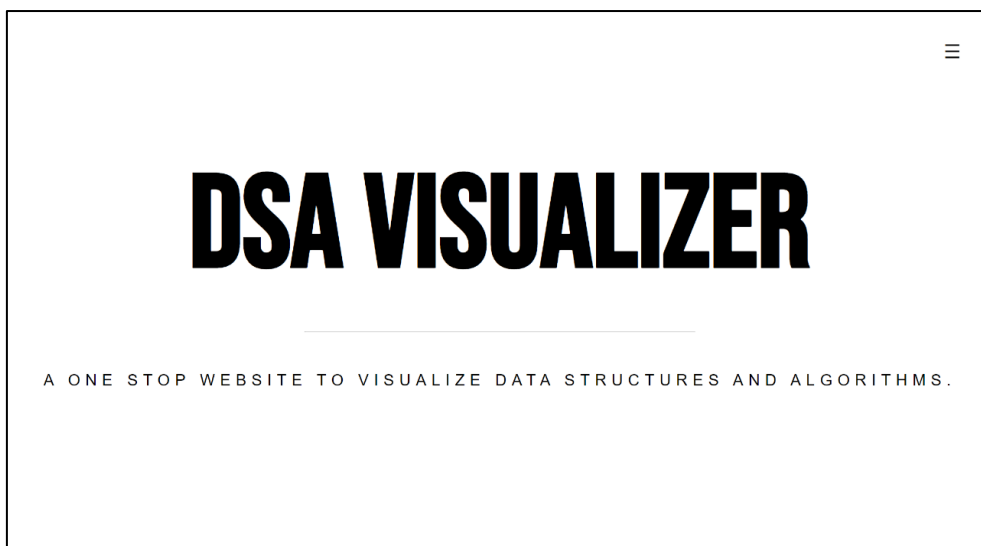 DSA VISUALIZER
A ONE STOP WEBSITE TO VISUALIZE DATA STRUCTURES AND ALGORITHMS.